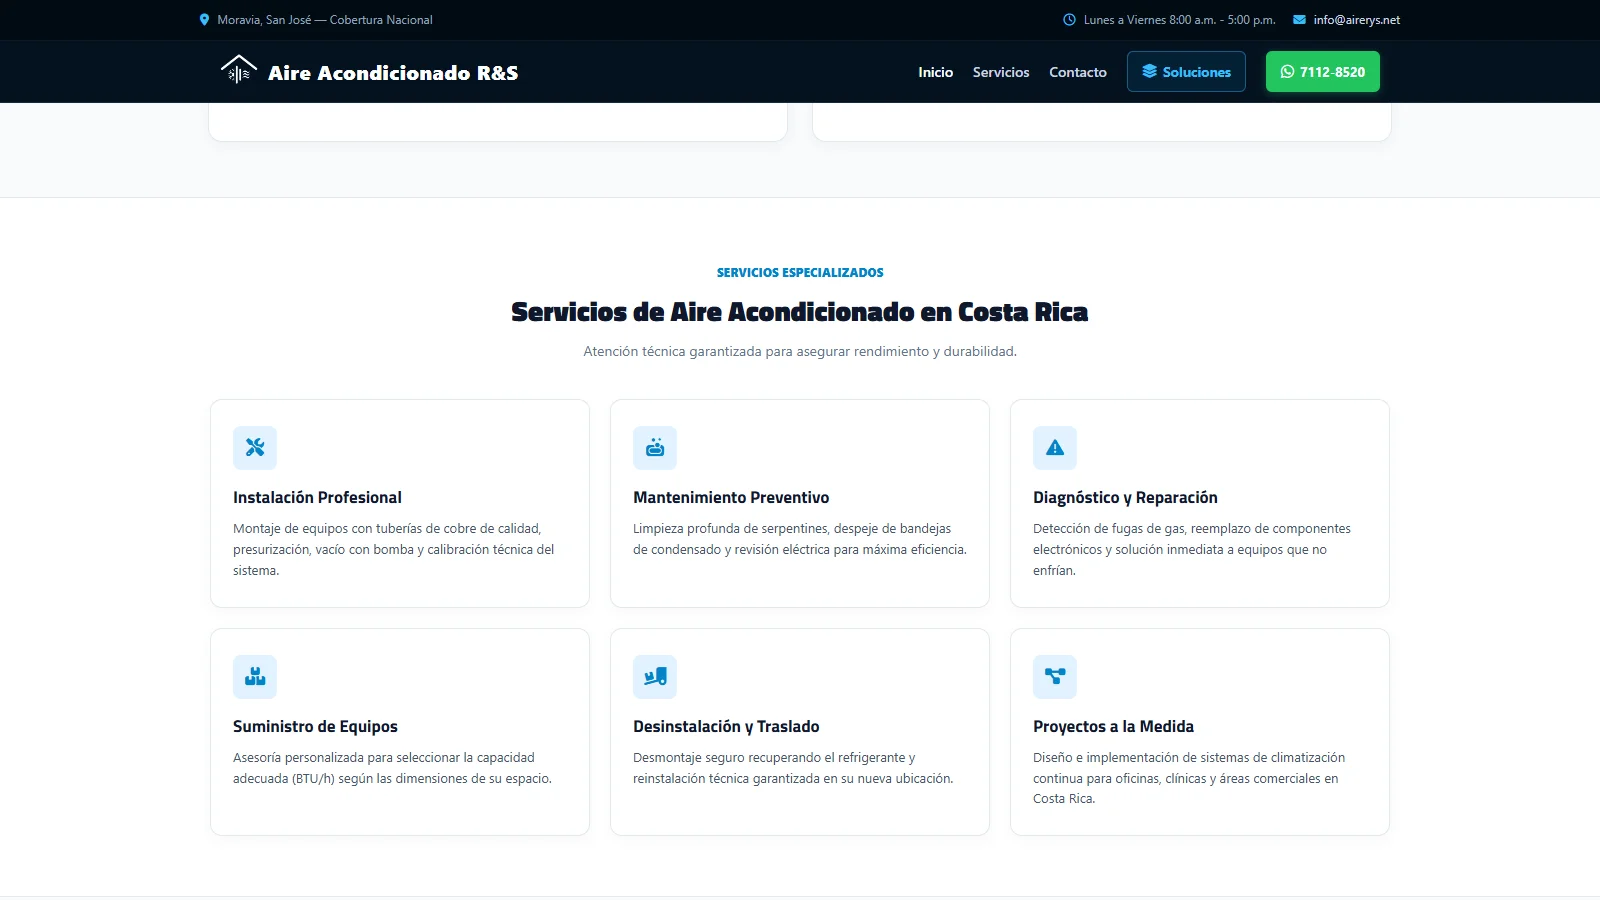 Moravia, San José — Cobertura Nacional
Lunes a Viernes 8:00 a.m. - 5:00 p.m.
info@airerys.net
Aire Acondicionado R&S
Inicio
Servicios
Contacto
Soluciones
7112-8520
SERVICIOS ESPECIALIZADOS
Servicios de Aire Acondicionado en Costa Rica
Atención técnica garantizada para asegurar rendimiento y durabilidad.
Instalación Profesional
Montaje de equipos con tuberías de cobre de calidad,
presurización, vacío con bomba y calibración técnica del
sistema.
Mantenimiento Preventivo
Limpieza profunda de serpentines, despeje de bandejas
de condensado y revisión eléctrica para máxima eficiencia.
Diagnóstico y Reparación
Detección de fugas de gas, reemplazo de componentes
electrónicos y solución inmediata a equipos que no
enfrían.
Suministro de Equipos
Asesoría personalizada para seleccionar la capacidad
adecuada (BTU/h) según las dimensiones de su espacio.
Desinstalación y Traslado
Desmontaje seguro recuperando el refrigerante y
reinstalación técnica garantizada en su nueva ubicación.
Proyectos a la Medida
Diseño e implementación de sistemas de climatización
continua para oficinas, clínicas y áreas comerciales en
Costa Rica.